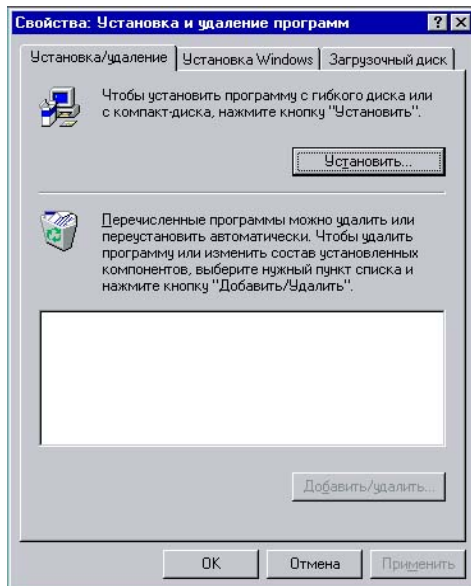 Свойства: Установка и удаление программ
Установка/удаление Установка Windows Загрузочный диск
Чтобы установить программу с гибкого диска или
с компакт-диска, нажмите кнопку "Установить".
Установить...
Перечисленные программы можно удалить или
переустановить автоматически. Чтобы удалить
программу или изменить состав установленных
компонентов, выберите нужный пункт списка и
нажмите кнопку "Добавить/Удалить".
Добавить/удалить...
OK Отмена Применить